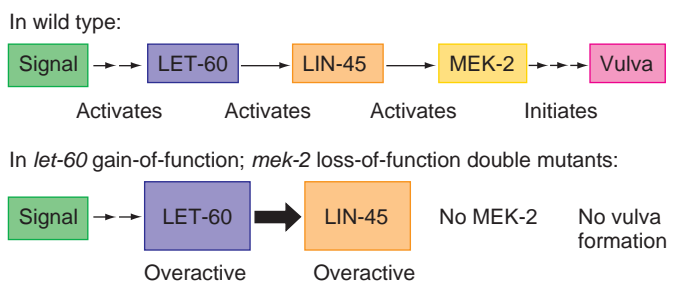 In wild type:
Signal LET-60 LIN-45 MEK-2 Vulva
Activates Activates Activates Initiates
In let-60 gain-of-function; mek-2 loss-of-function double mutants:
Signal LET-60 LIN-45 No MEK-2 No vulva
formation
Overactive Overactive